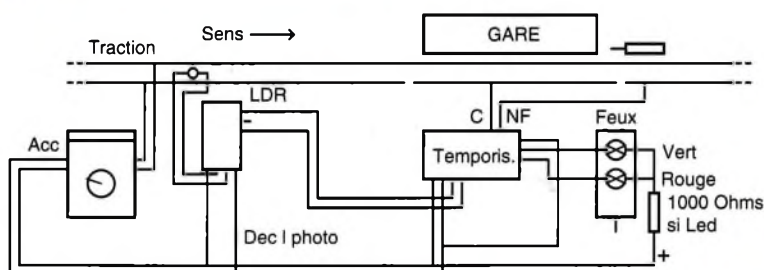 Sens →
GARE
Traction
LDR
C NF
Feux
Acc
Temporis.
Vert
Rouge
1000 Ohms
si Led
Dec I photo
+